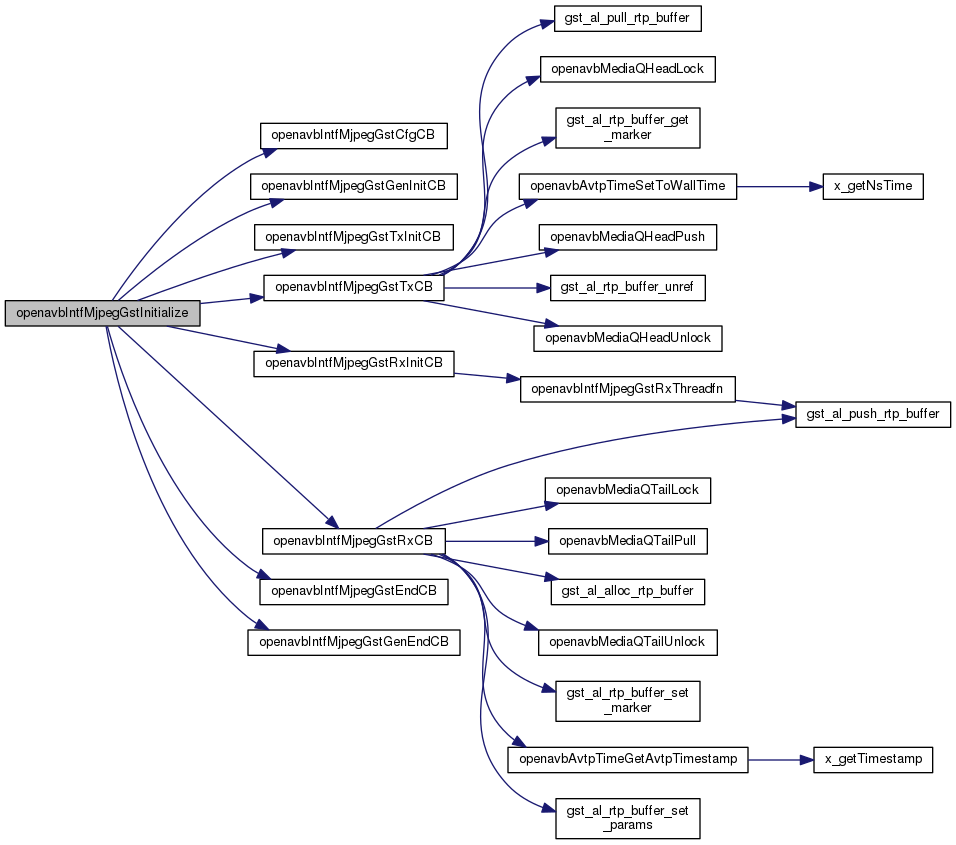 gst_al_pull_rtp_buffer
openavbMediaQHeadLock
gst_al_rtp_buffer_get
_marker
openavbIntfMjpegGstCfgCB
openavbIntfMjpegGstGenInitCB
openavbAvtpTimeSetToWallTime
x_getNsTime
openavbIntfMjpegGstTxInitCB
openavbMediaQHeadPush
openavbIntfMjpegGstTxCB
gst_al_rtp_buffer_unref
openavbIntfMjpegGstInitialize
openavbMediaQHeadUnlock
openavbIntfMjpegGstRxInitCB
openavbIntfMjpegGstRxThreadfn
gst_al_push_rtp_buffer
openavbMediaQTailLock
openavbIntfMjpegGstRxCB
openavbMediaQTailPull
openavbIntfMjpegGstEndCB
gst_al_alloc_rtp_buffer
openavbIntfMjpegGstGenEndCB
openavbMediaQTailUnlock
gst_al_rtp_buffer_set
_marker
openavbAvtpTimeGetAvtpTimestamp
x_getTimestamp
gst_al_rtp_buffer_set
_params